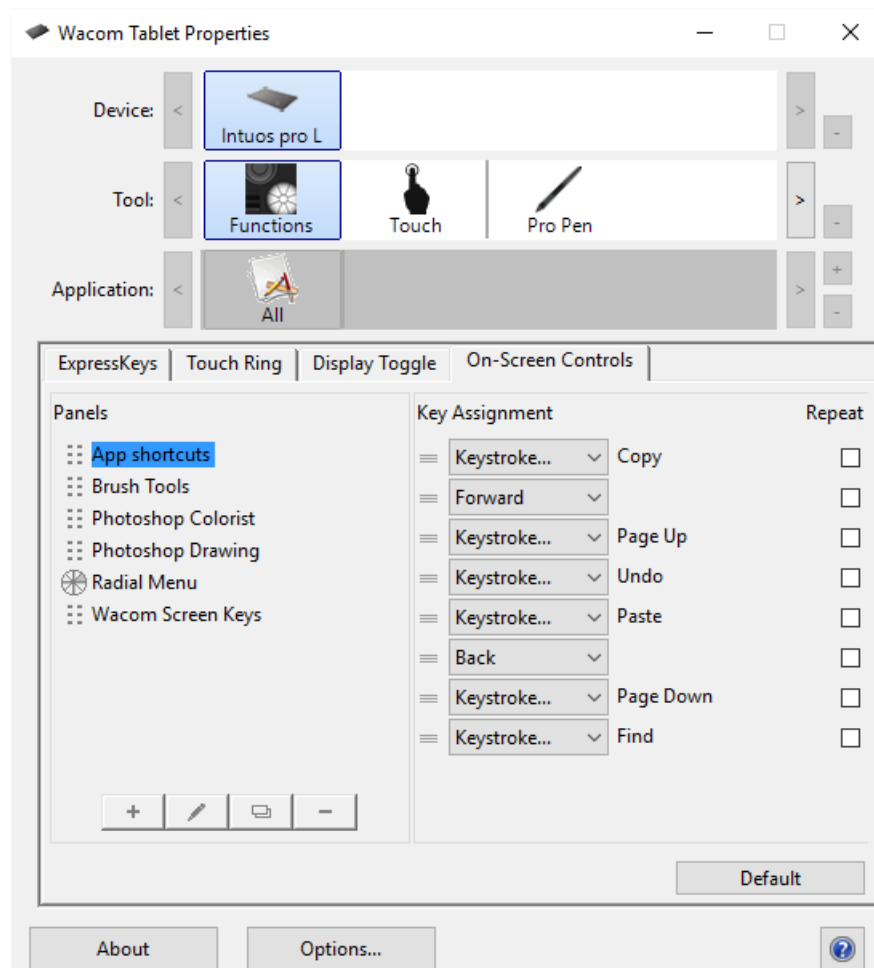 Wacom Tablet Properties
Device:
<
Intuos pro L
>
-
Tool:
<
Functions
Touch
Pro Pen
>
-
Application:
<
All
>
+
-
ExpressKeys
Touch Ring
Display Toggle
On-Screen Controls
Panels
App shortcuts
Brush Tools
Photoshop Colorist
Photoshop Drawing
Radial Menu
Wacom Screen Keys
+
-
Key Assignment Repeat
Keystroke... Copy
Forward
Keystroke... Page Up
Keystroke... Undo
Keystroke... Paste
Back
Keystroke... Page Down
Keystroke... Find
Default
About
Options...
?